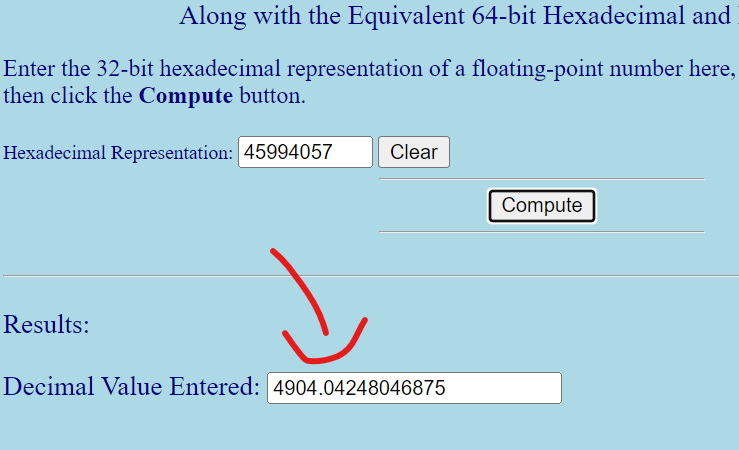 Along with the Equivalent 64-bit Hexadecimal and
Enter the 32-bit hexadecimal representation of a floating-point number here,
then click the Compute button.
Hexadecimal Representation: 45994057 Clear
Compute
Results:
Decimal Value Entered: 4904.04248046875